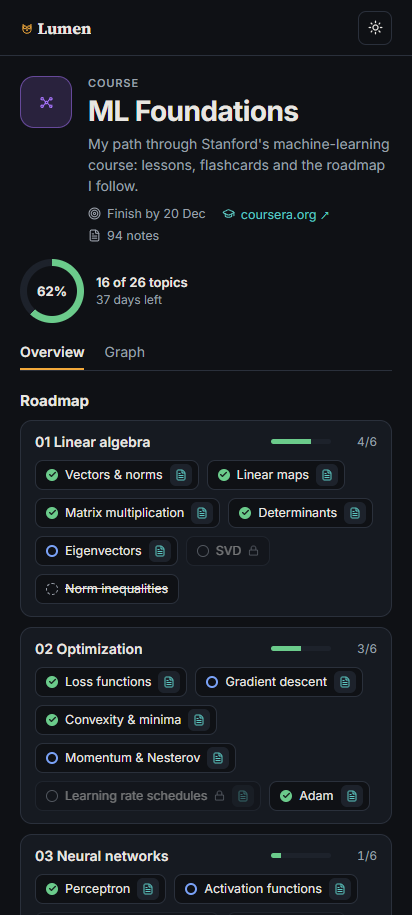 Lumen
COURSE
ML Foundations
My path through Stanford's machine-learning
course: lessons, flashcards and the roadmap
I follow.
Finish by 20 Dec coursera.org ↗
94 notes
62%
16 of 26 topics
37 days left
Overview Graph
Roadmap
01 Linear algebra 4/6
Vectors & norms Linear maps
Matrix multiplication Determinants
Eigenvectors SVD
Norm inequalities
02 Optimization 3/6
Loss functions Gradient descent
Convexity & minima
Momentum & Nesterov
Learning rate schedules Adam
03 Neural networks 1/6
Perceptron Activation functions